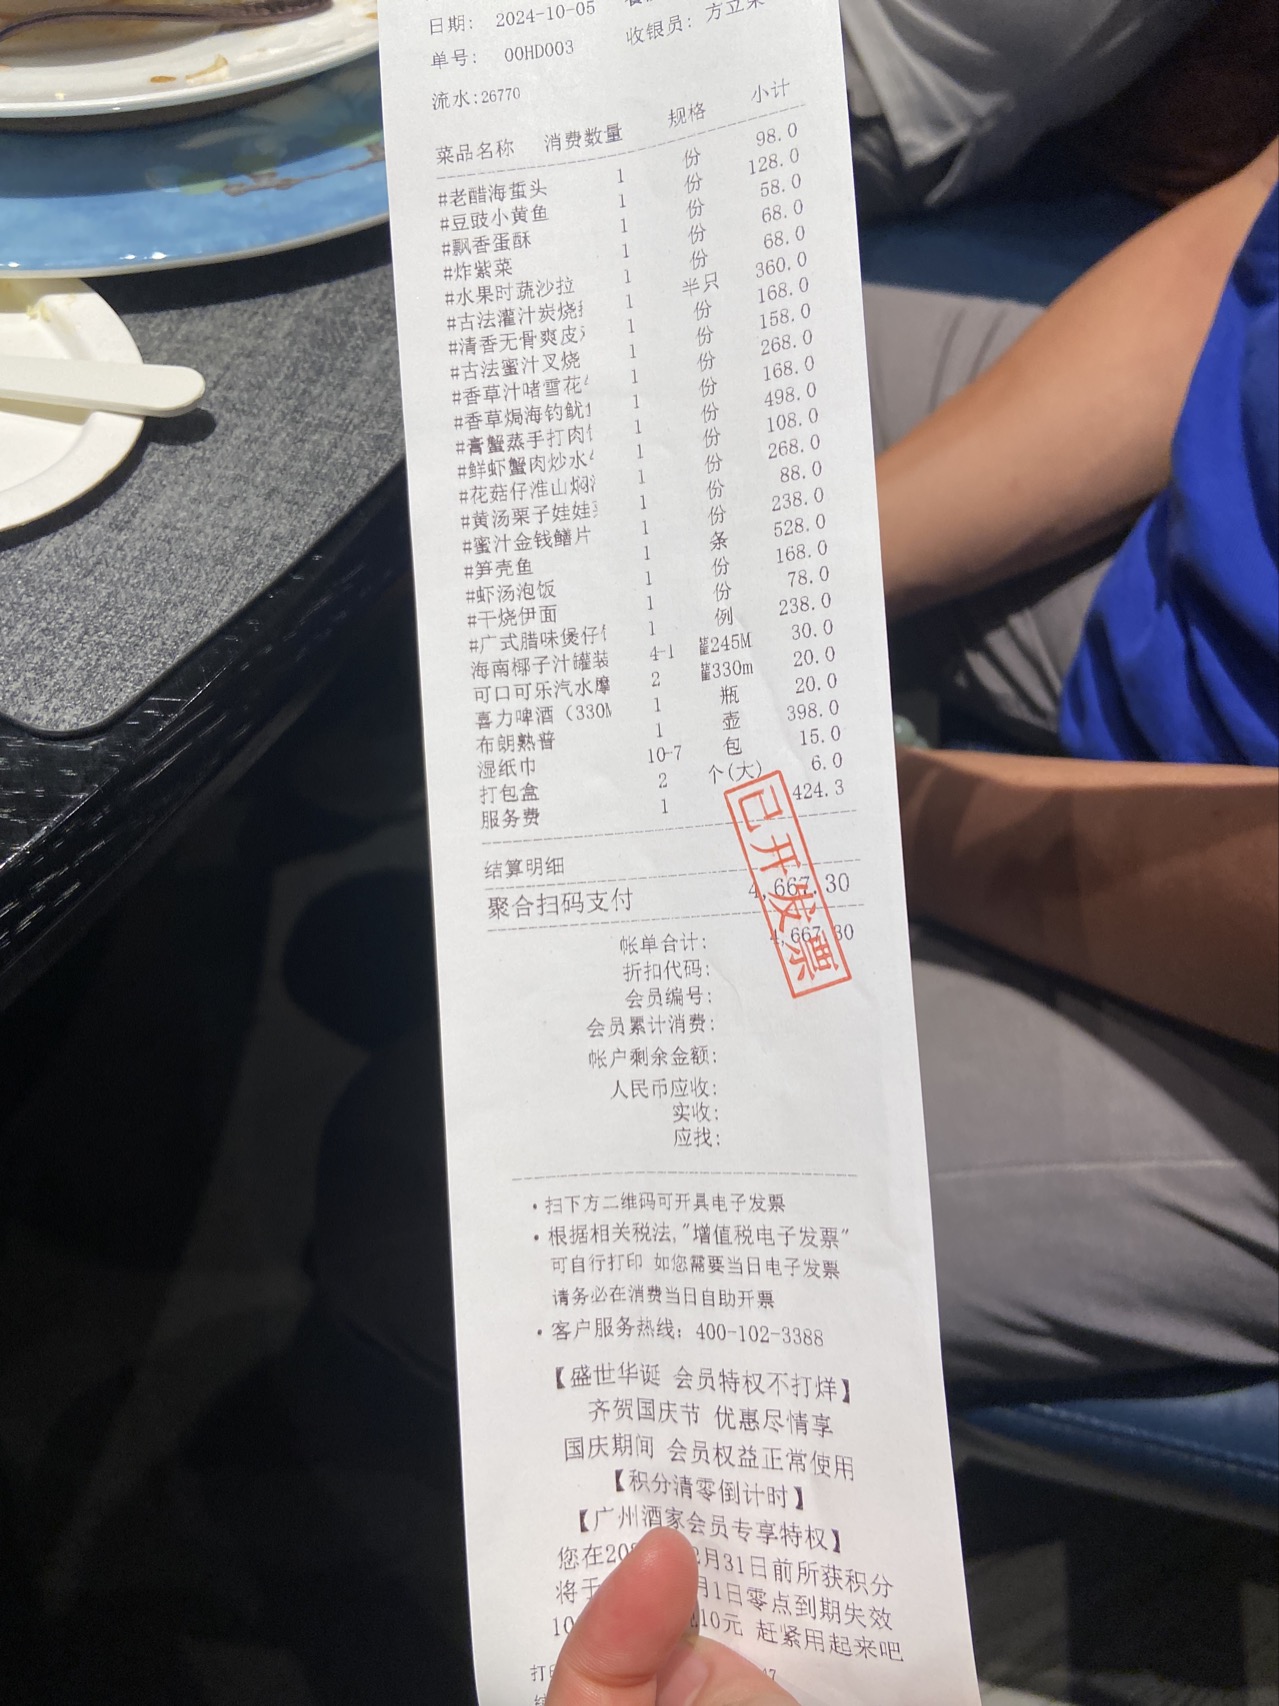 日期: 2024-10-05
单号: 00HD003 收银员: 方立
流水:26770
菜品名称 消费数量 规格 小计
#老醋海蜇头 1 份 98.0
#豆豉小黄鱼 1 份 128.0
#飘香蛋酥 1 份 58.0
#炸紫菜 1 份 68.0
#水果时蔬沙拉 1 份 68.0
#古法灌汁炭烧 1 半只 360.0
#清香无骨爽皮 1 份 168.0
#古法蜜汁叉烧 1 份 158.0
#香草汁啫雪花 1 份 268.0
#香草焗海钓鱿 1 份 168.0
#膏蟹蒸手打肉 1 份 498.0
#鲜虾蟹肉炒水 1 份 108.0
#花菇仔淮山焖 1 份 268.0
#黄汤栗子娃娃 1 份 88.0
#蜜汁金钱鳝片 1 份 238.0
#笋壳鱼 1 条 528.0
#虾汤泡饭 1 份 168.0
#干烧伊面 1 份 78.0
#广式腊味煲仔 1 例 238.0
海南椰子汁罐装 4-1 罐245M 30.0
可口可乐汽水摩 2 罐330m 20.0
喜力啤酒（330M 1 瓶 20.0
布朗熟普 1 壶 398.0
湿纸巾 10-7 包 15.0
打包盒 2 个(大) 6.0
服务费 1 424.3
已开发票
结算明细
聚合扫码支付 4,667.30
帐单合计: 4,667.30
折扣代码:
会员编号:
会员累计消费:
帐户剩余金额:
人民币应收:
实收:
应找:
·扫下方二维码可开具电子发票
·根据相关税法,"增值税电子发票"
可自行打印 如您需要当日电子发票
请务必在消费当日自助开票
·客户服务热线: 400-102-3388
【盛世华诞 会员特权不打烊】
齐贺国庆节 优惠尽情享
国庆期间 会员权益正常使用
【积分清零倒计时】
【广州酒家会员专享特权】
您在20 2月31日前所获积分
将于 月1日零点到期失效
10 10元 赶紧用起来吧
打 47